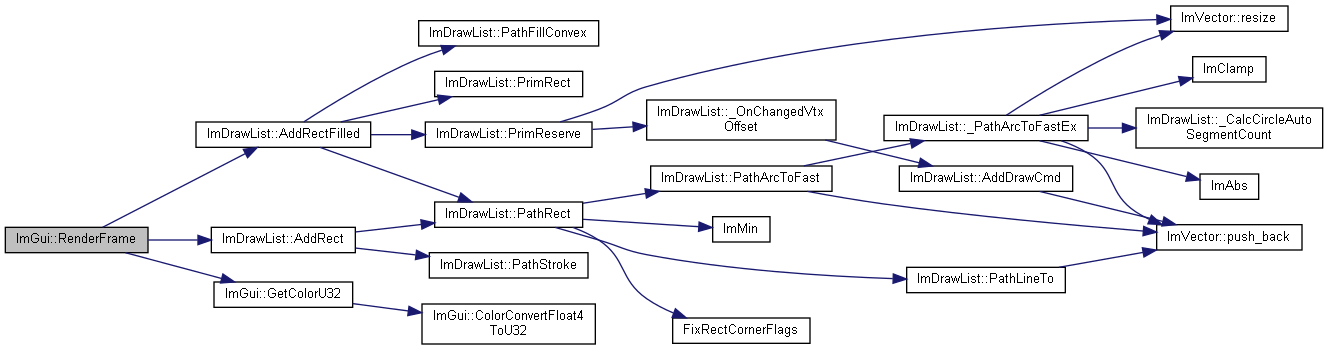 ImGui::RenderFrame
ImDrawList::AddRectFilled
ImDrawList::AddRect
ImGui::GetColorU32
ImDrawList::PathFillConvex
ImDrawList::PrimRect
ImDrawList::PrimReserve
ImDrawList::PathRect
ImDrawList::PathStroke
ImGui::ColorConvertFloat4
ToU32
ImDrawList::_OnChangedVtx
Offset
ImDrawList::PathArcToFast
ImMin
FixRectCornerFlags
ImDrawList::_PathArcToFastEx
ImDrawList::AddDrawCmd
ImDrawList::PathLineTo
ImVector::resize
ImClamp
ImDrawList::_CalcCircleAuto
SegmentCount
ImAbs
ImVector::push_back